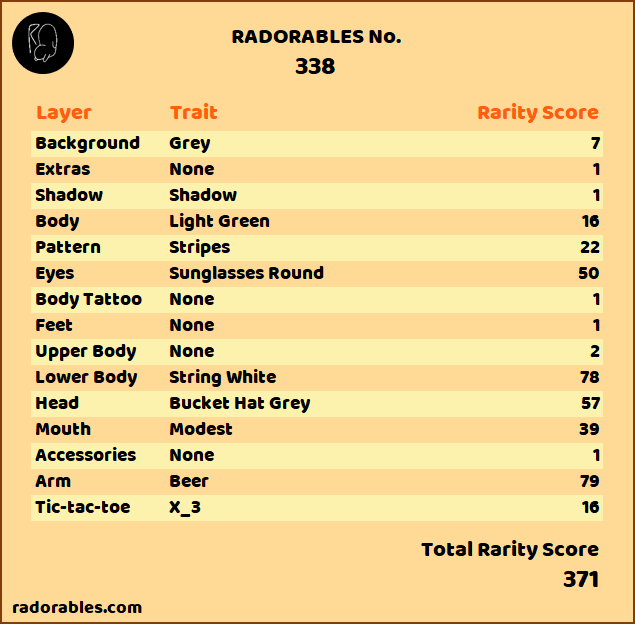 RADORABLES No.
338
Layer Trait Rarity Score
Background Grey 7
Extras None 1
Shadow Shadow 1
Body Light Green 16
Pattern Stripes 22
Eyes Sunglasses Round 50
Body Tattoo None 1
Feet None 1
Upper Body None 2
Lower Body String White 78
Head Bucket Hat Grey 57
Mouth Modest 39
Accessories None 1
Arm Beer 79
Tic-tac-toe X_3 16
Total Rarity Score
371
radorables.com